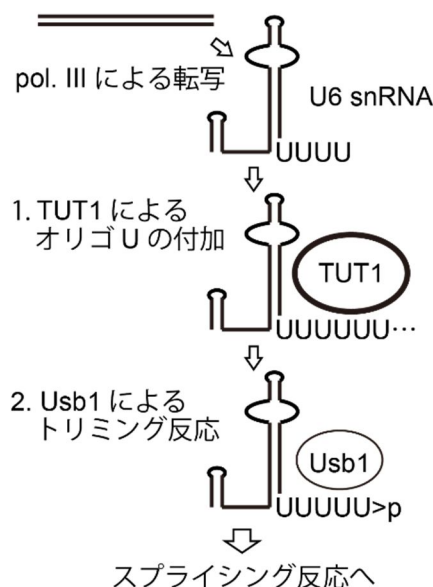 pol. III による転写
U6 snRNA
UUUU
1. TUT1 による
オリゴ U の付加
TUT1
UUUUUU…
2. Usb1 による
トリミング反応
Usb1
UUUUU>p
スプライシング反応へ